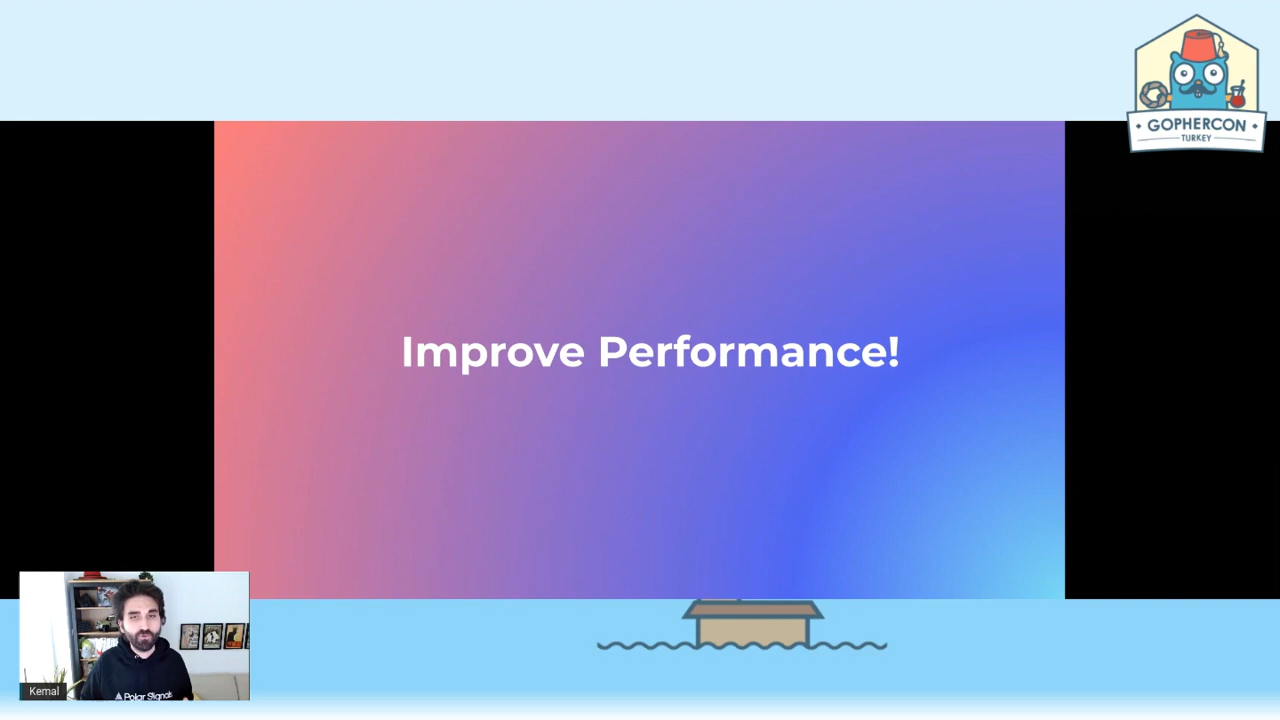 GOPHERCON
TURKEY
Improve Performance!
Kemal
Polar Signals